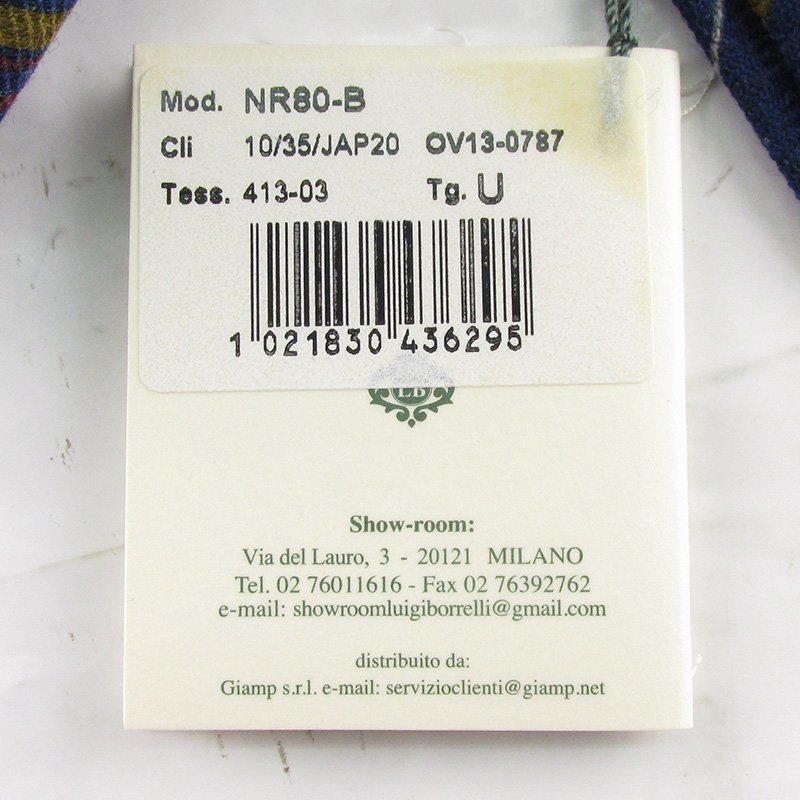 Mod. NR80-B
Cli 10/35/JAP20 OV13-0787
Tess. 413-03 Tg. U
1 021830 436295
LB
Show-room:
Via del Lauro, 3 - 20121 MILANO
Tel. 02 76011616 - Fax 02 76392762
e-mail: showroomluigiborrelli@gmail.com
distribuito da:
Giamp s.r.l. e-mail: servizioclienti@giamp.net